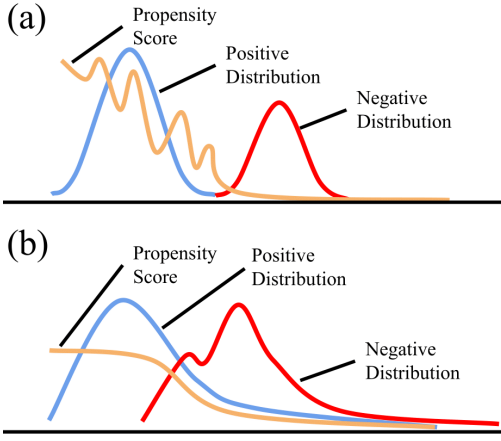 (a)
Propensity
Score
Positive
Distribution
Negative
Distribution
(b)
Propensity
Score
Positive
Distribution
Negative
Distribution